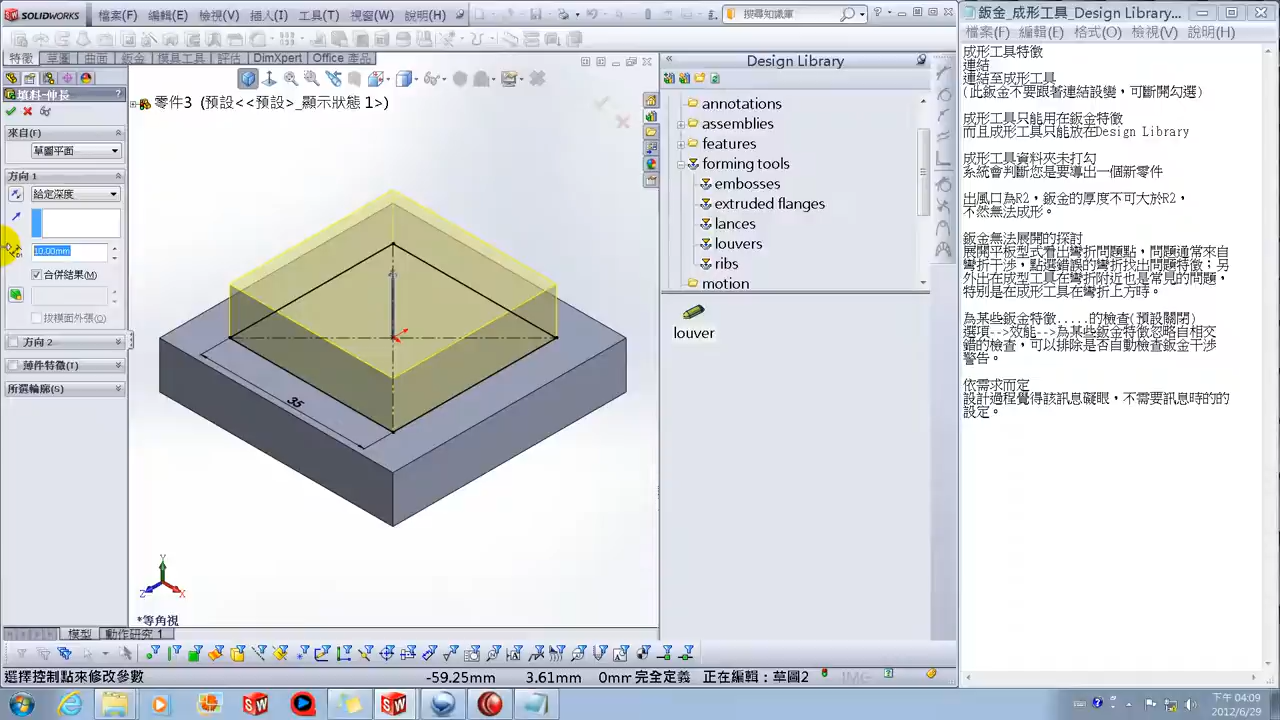 SOLIDWORKS
檔案(F) 編輯(E) 檢視(V) 插入(I) 工具(T) 視窗(W) 說明(H)
搜尋知識庫
特徵 草圖 曲面 鈑金 模具工具 評估 DimXpert Office 產品
填料-伸長
?
零件3 (預設<<預設>_顯示狀態 1>)
來自(F)
草圖平面
方向 1
給定深度
10.00mm
合併結果(M)
拔模面外張(O)
方向 2
薄件特徵(T)
所選輪廓(S)
35
Y
Z
X
*等角視
模型 動作研究 1
選擇控制點來修改參數
-59.25mm 3.61mm 0mm 完全定義 正在編輯：草圖2
Design Library
annotations
assemblies
features
forming tools
embosses
extruded flanges
lances
louvers
ribs
motion
louver
鈑金_成形工具_Design Library...
檔案(F) 編輯(E) 格式(O) 檢視(V) 說明(H)
成形工具特徵
連結
連結至成形工具
(此鈑金不要跟著連結設變，可斷開勾選)
成形工具只能用在鈑金特徵
而且成形工具只能放在Design Library
成形工具資料夾未打勾
系統會判斷您是要導出一個新零件
出風口為R2，鈑金的厚度不可大於R2，
不然無法成形。
鈑金無法展開的探討
展開平板型式看出彎折問題點，問題通常來自
彎折干涉，點選錯誤的彎折找出問題特徵；另
外出在成形工具在彎折附近也是常見的問題，
特別是在成形工具在彎折上方時。
為某些鈑金特徵.....的檢查(預設關閉)
選項-->效能-->為某些鈑金特徵忽略自相交
錯的檢查，可以排除是否自動檢查鈑金干涉
警告。
依需求而定
設計過程覺得該訊息礙眼，不需要訊息時的的
設定。
下午 04:09
2012/6/29